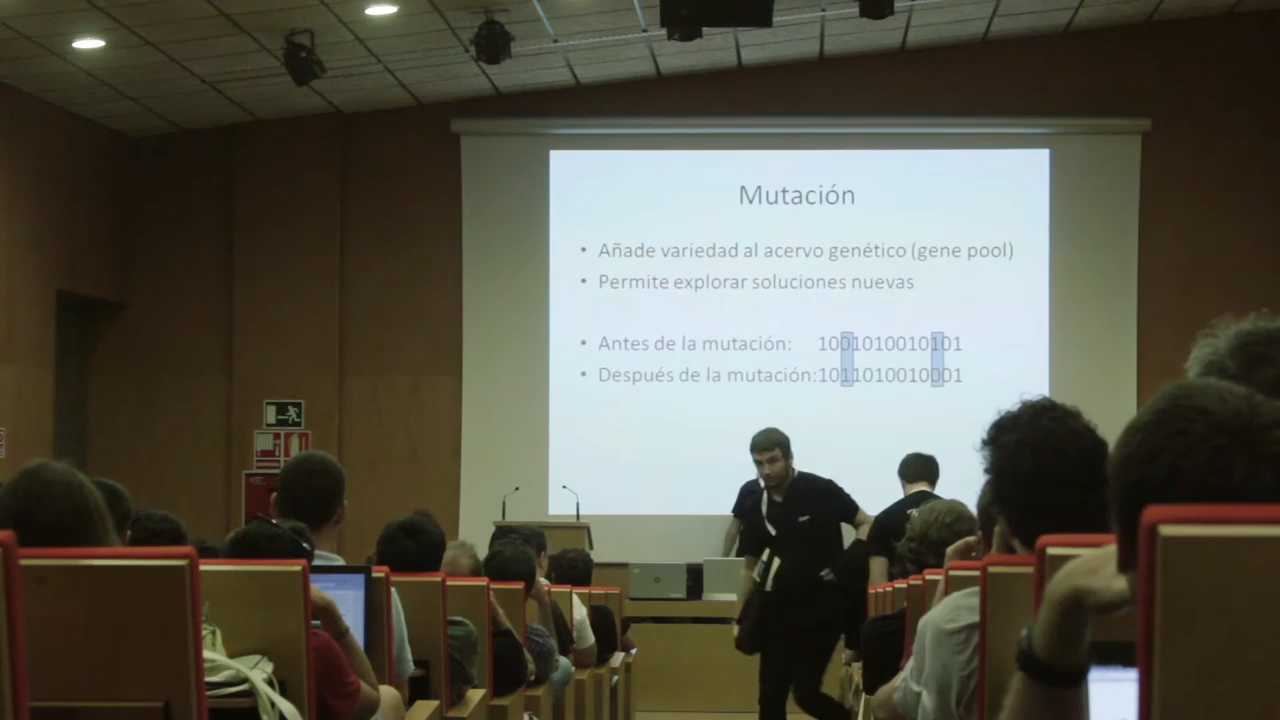 Mutación
• Añade variedad al acervo genético (gene pool)
• Permite explorar soluciones nuevas
• Antes de la mutación: 1001010010101
• Después de la mutación:1011010010001